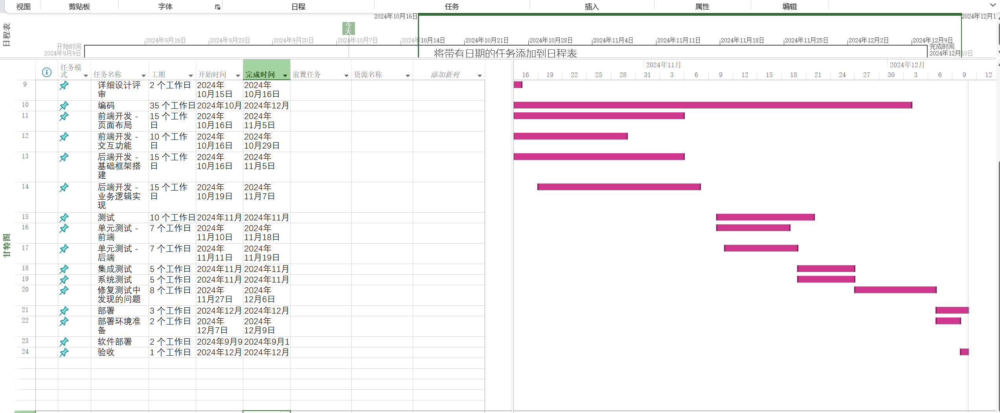 视图 剪贴板 字体 日程 任务 插入 属性 编辑
日程表
2024年10月16日
2024年12月1
今天
2024年9月16日 2024年9月23日 2024年9月30日 2024年10月7日 2024年10月14日 2024年10月21日 2024年10月28日 2024年11月4日 2024年11月11日 2024年11月18日 2024年11月25日 2024年12月2日 2024年12月9日
开始时间
2024年9月9日
将带有日期的任务添加到日程表
完成时间
2024年12月10日
任务模式 任务名称 工期 开始时间 完成时间 前置任务 资源名称 添加新列
2024年11月 2024年12月
16 19 22 25 28 31 3 6 9 12 15 18 21 24 27 30 3 6 9 12
甘特图
9 详细设计评审 2 个工作日 2024年10月15日 2024年10月16日
10 编码 35 个工作日 2024年10月 2024年12月
11 前端开发 - 页面布局 15 个工作日 2024年10月16日 2024年11月5日
12 前端开发 - 交互功能 10 个工作日 2024年10月16日 2024年10月29日
13 后端开发 - 基础框架搭建 15 个工作日 2024年10月16日 2024年11月5日
14 后端开发 - 业务逻辑实现 15 个工作日 2024年10月19日 2024年11月7日
15 测试 10 个工作日 2024年11月 2024年11月
16 单元测试 - 前端 7 个工作日 2024年11月10日 2024年11月18日
17 单元测试 - 后端 7 个工作日 2024年11月11日 2024年11月19日
18 集成测试 5 个工作日 2024年11月 2024年11月
19 系统测试 5 个工作日 2024年11月 2024年11月
20 修复测试中发现的问题 8 个工作日 2024年11月27日 2024年12月6日
21 部署 3 个工作日 2024年12月 2024年12月
22 部署环境准备 2 个工作日 2024年12月7日 2024年12月9日
23 软件部署 2 个工作日 2024年9月9 2024年9月1
24 验收 1 个工作日 2024年12月 2024年12月